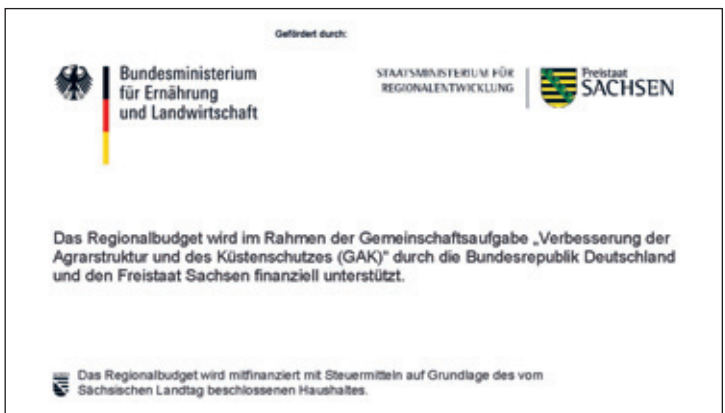 Gefördert durch:
Bundesministerium
für Ernährung
und Landwirtschaft
STAATSMINISTERIUM FÜR
REGIONALENTWICKLUNG
Freistaat
SACHSEN
Das Regionalbudget wird im Rahmen der Gemeinschaftsaufgabe „Verbesserung der
Agrarstruktur und des Küstenschutzes (GAK)" durch die Bundesrepublik Deutschland
und den Freistaat Sachsen finanziell unterstützt.
Das Regionalbudget wird mitfinanziert mit Steuermitteln auf Grundlage des vom
Sächsischen Landtag beschlossenen Haushaltes.